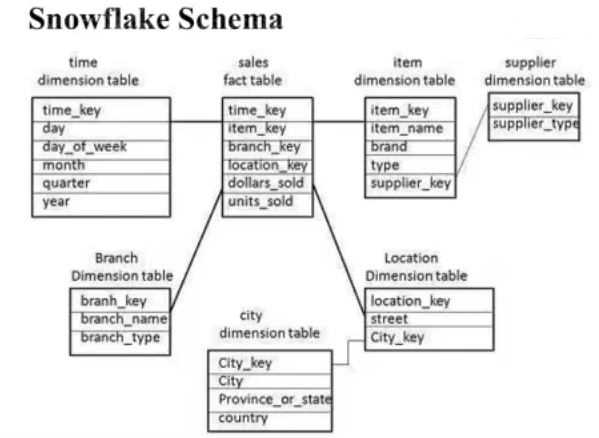 Snowflake Schema
time
dimension table
time_key
day
day_of_week
month
quarter
year
sales
fact table
time_key
item_key
branch_key
location_key
dollars_sold
units_sold
item
dimension table
item_key
item_name
brand
type
supplier_key
supplier
dimension table
supplier_key
supplier_type
Branch
Dimension table
branh_key
branch_name
branch_type
city
dimension table
City_key
City
Province_or_state
country
Location
Dimension table
location_key
street
City_key